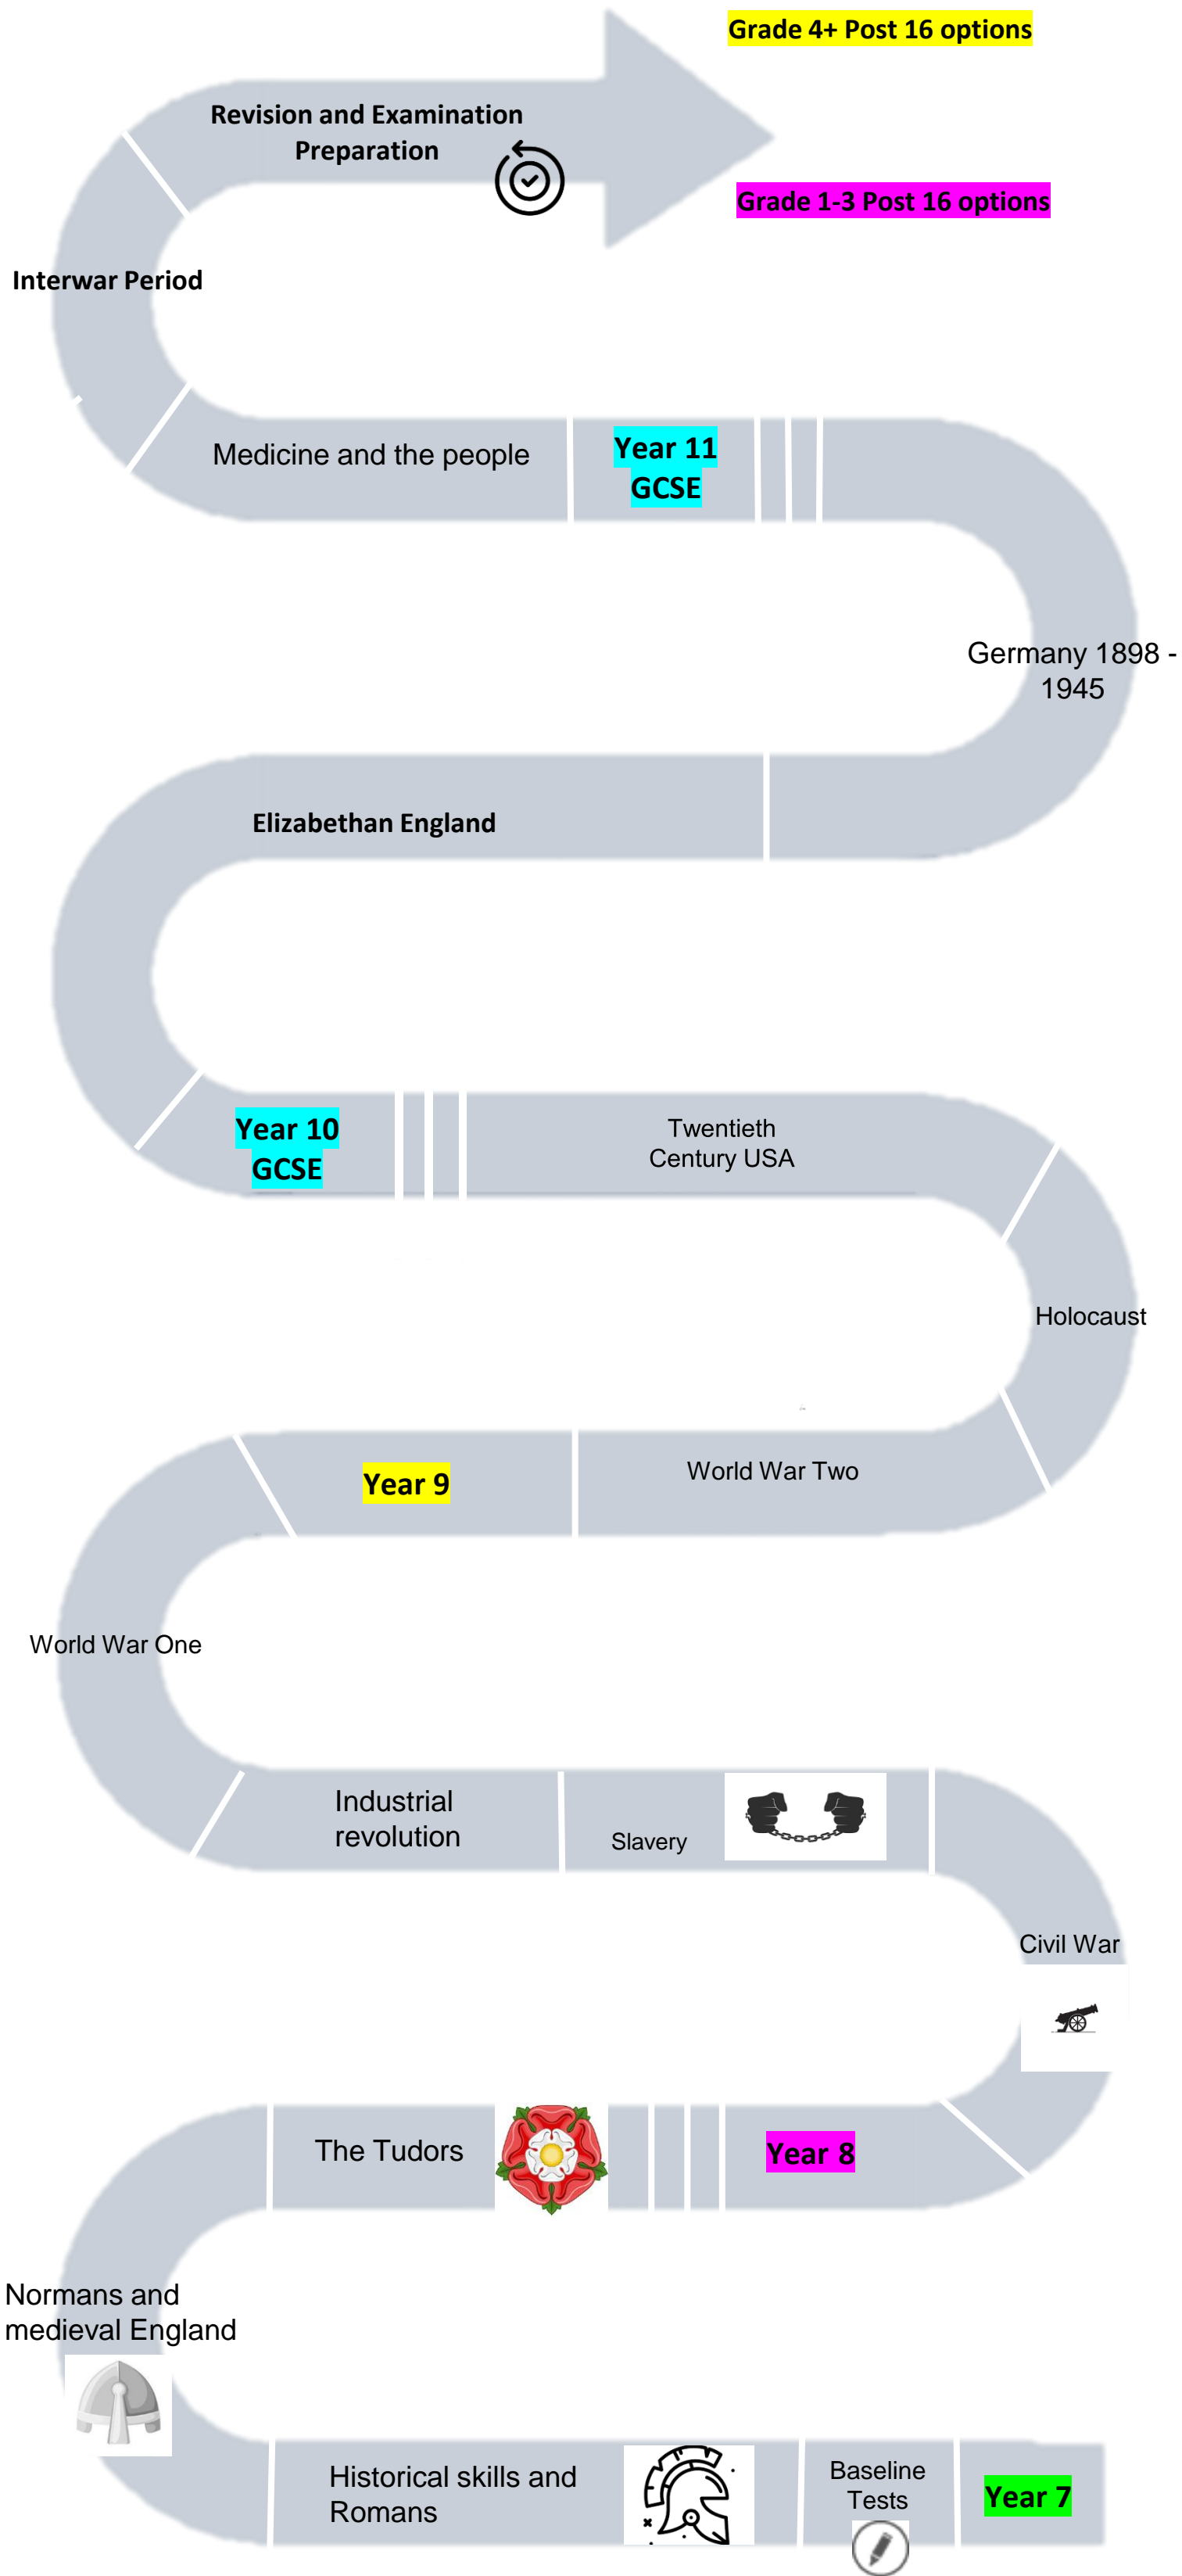 Grade 4+ Post 16 options
Revision and Examination
Preparation
Grade 1-3 Post 16 options
Interwar Period
Medicine and the people
Year 11
GCSE
Germany 1898 -
1945
Elizabethan England
Year 10
GCSE
Twentieth
Century USA
Holocaust
Year 9
World War Two
World War One
Industrial
revolution
Slavery
Civil War
The Tudors
Year 8
Normans and
medieval England
Historical skills and
Romans
Baseline
Tests
Year 7